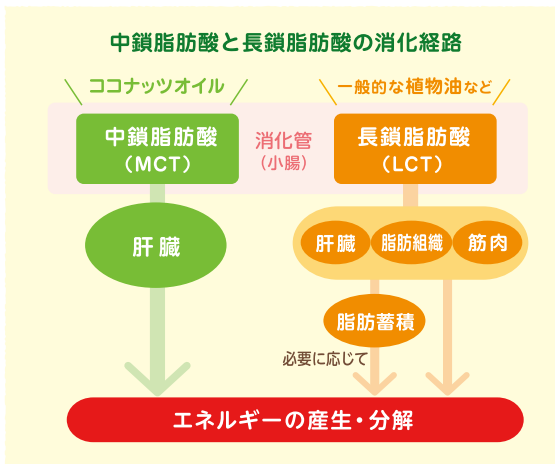 中鎖脂肪酸と長鎖脂肪酸の消化経路
ココナッツオイル
一般的な植物油など
中鎖脂肪酸
（MCT）
消化管
（小腸）
長鎖脂肪酸
（LCT）
肝臓
肝臓
脂肪組織
筋肉
脂肪蓄積
必要に応じて
エネルギーの産生・分解